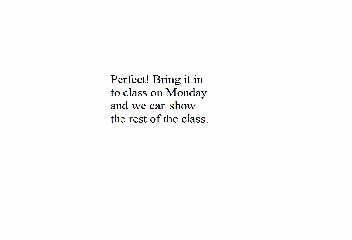 Perfect! Bring it in
to class on Monday
and we can show
the rest of the class.